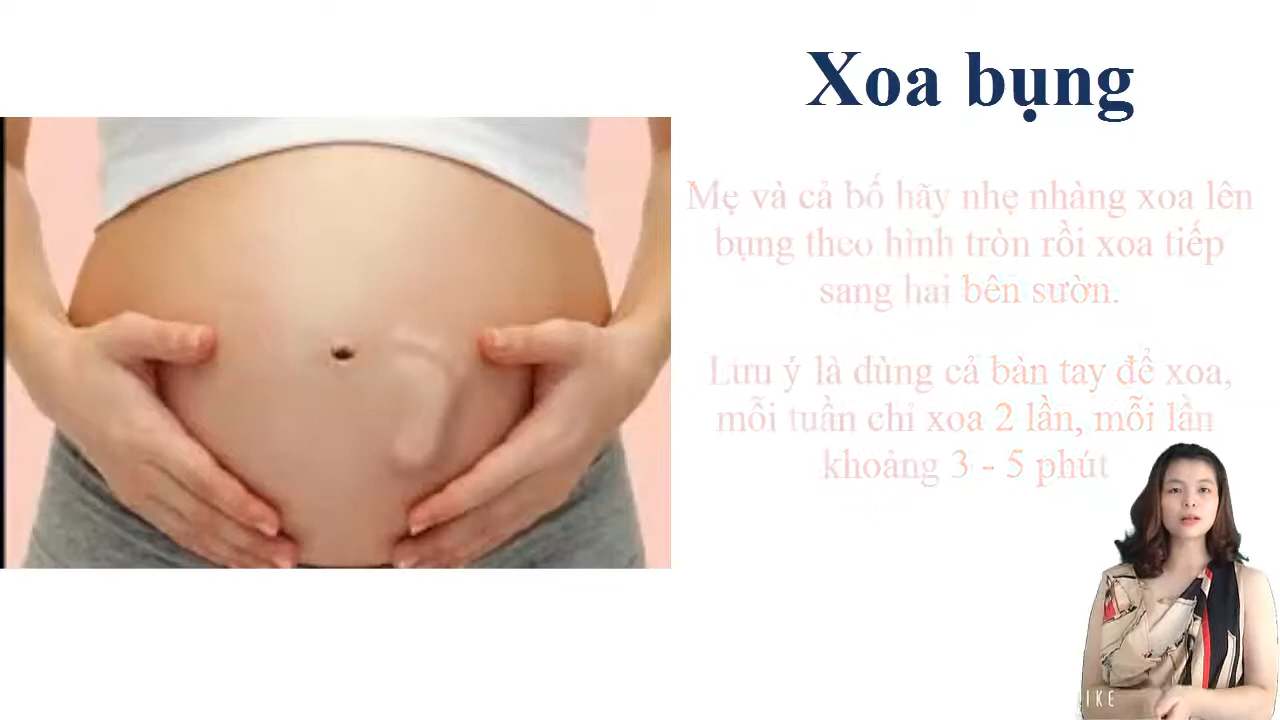 Xoa bụng
Mẹ và cả bố hãy nhẹ nhàng xoa lên
bụng theo hình tròn rồi xoa tiếp
sang hai bên sườn.
Lưu ý là dùng cả bàn tay để xoa,
mỗi tuần chỉ xoa 2 lần, mỗi lần
khoảng 3 - 5 phút
IKE